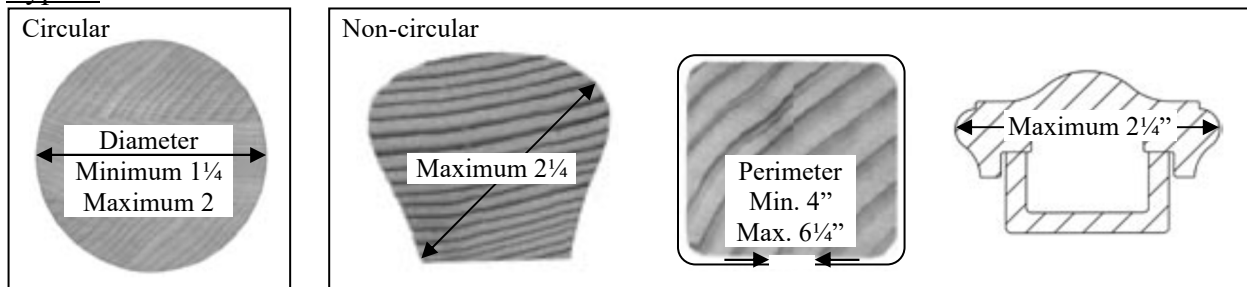 Circular
Diameter
Minimum 1¼
Maximum 2
Non-circular
Maximum 2¼
Perimeter
Min. 4”
Max. 6¼”
Maximum 2¼”